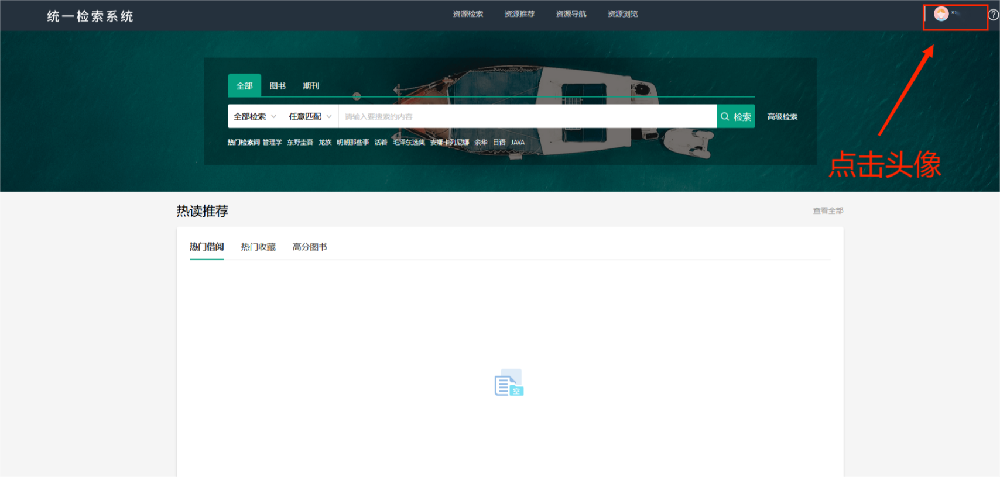 统一检索系统
资源检索 资源推荐 资源导航 资源浏览
全部 图书 期刊
全部检索 任意匹配 请输入要搜索的内容 检索 高级检索
热门检索词 管理学 东野圭吾 龙族 明朝那些事 活着 毛泽东选集 安娜卡列尼娜 余华 日语 JAVA
点击头像
热读推荐 查看全部
热门借阅 热门收藏 高分图书
空